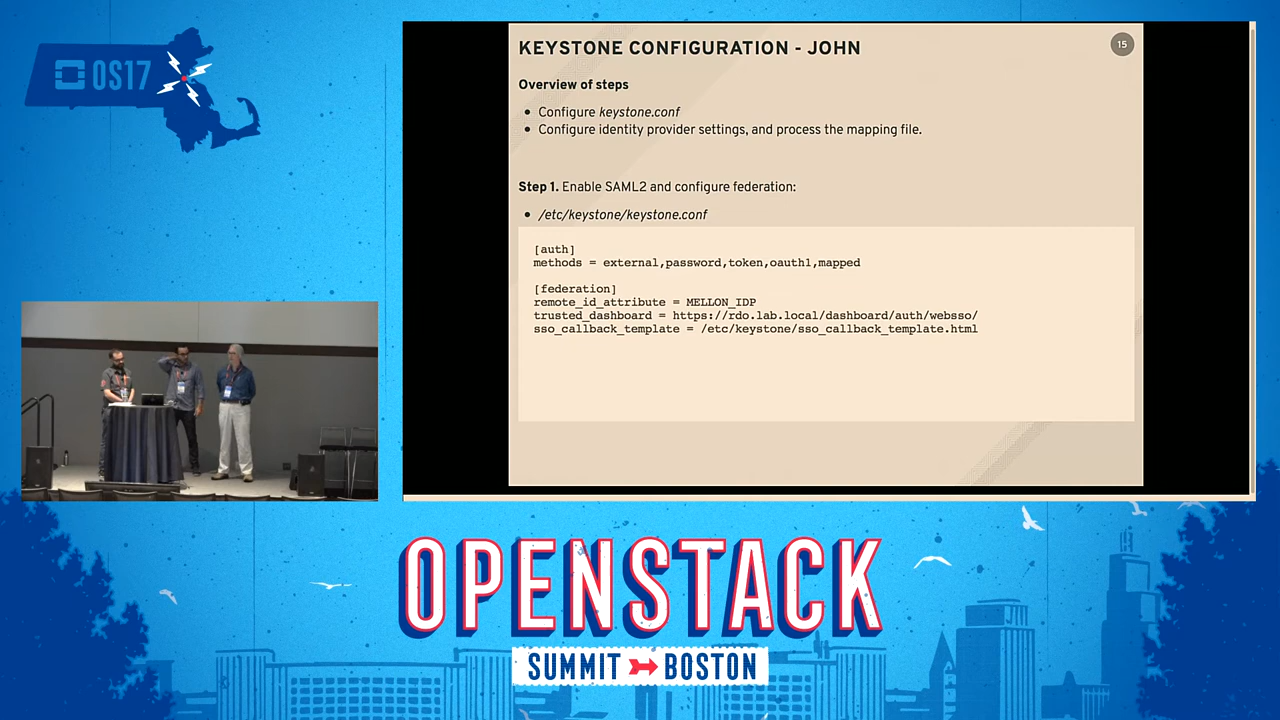 OS17
KEYSTONE CONFIGURATION - JOHN
15
Overview of steps
• Configure keystone.conf
• Configure identity provider settings, and process the mapping file.
Step 1. Enable SAML2 and configure federation:
• /etc/keystone/keystone.conf
[auth]
methods = external,password,token,oauth1,mapped
[federation]
remote_id_attribute = MELLON_IDP
trusted_dashboard = https://rdo.lab.local/dashboard/auth/websso/
sso_callback_template = /etc/keystone/sso_callback_template.html
OPENSTACK
SUMMIT BOSTON